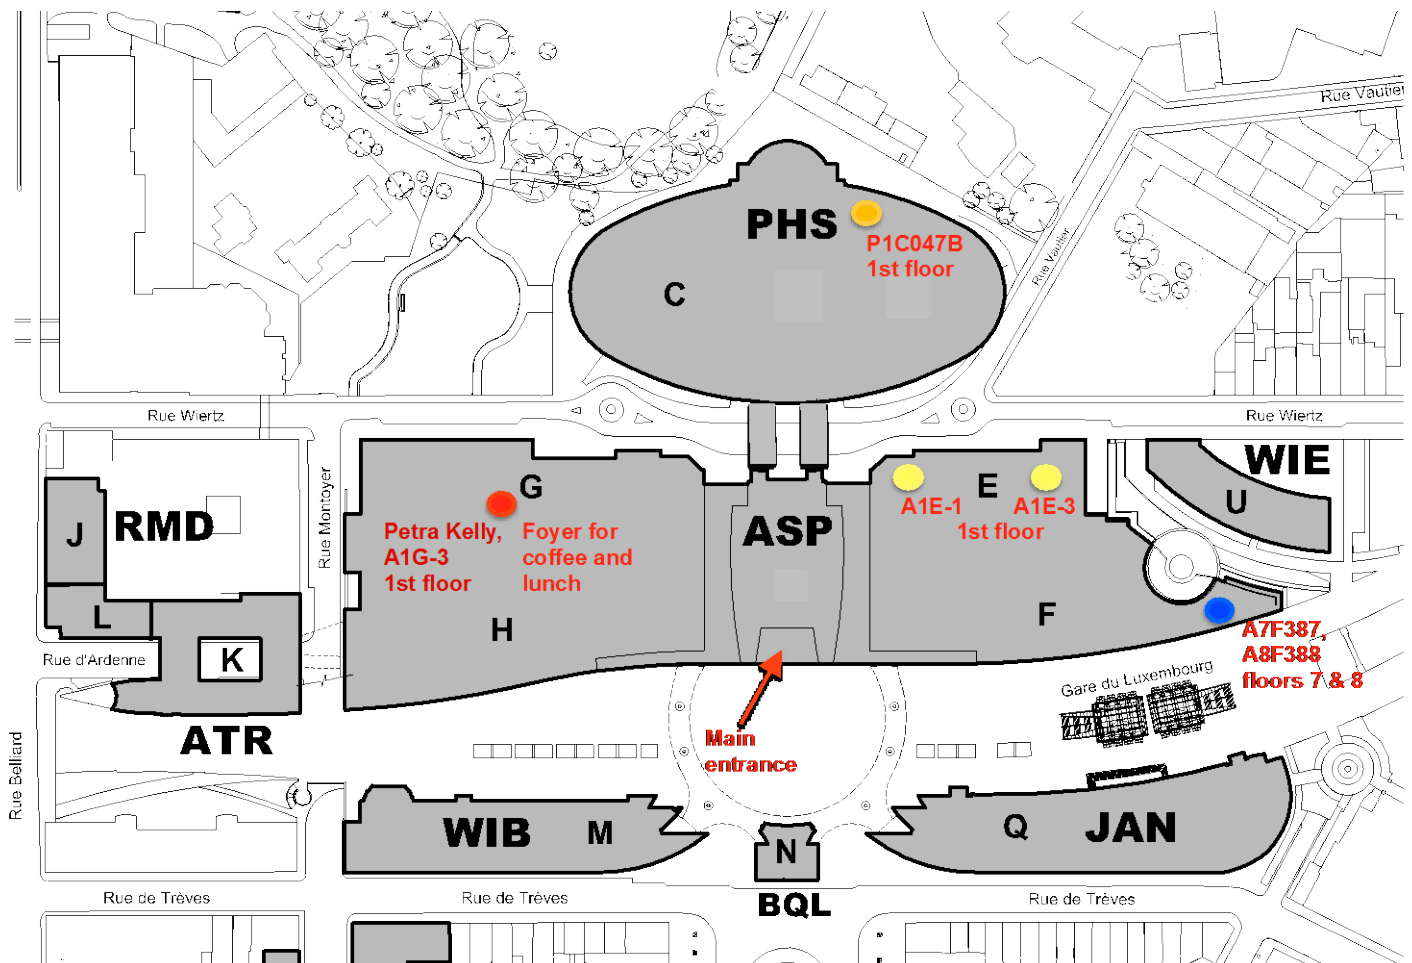 Rue Vautier
PHS
P1C047B
1st floor
C
Rue Vautier
Rue Wiertz
Rue Wiertz
J
RMD
L
Rue Montoyer
G
Petra Kelly,
A1G-3
1st floor
Foyer for
coffee and
lunch
H
ASP
E
A1E-1
A1E-3
1st floor
F
WIE
U
A7F387,
A8F388
floors 7 & 8
Rue d'Ardenne
K
ATR
Gare du Luxembourg
Main
entrance
Rue Belliard
WIB
M
N
BQL
Q
JAN
Rue de Trèves
Rue de Trèves
Rue de Trèves